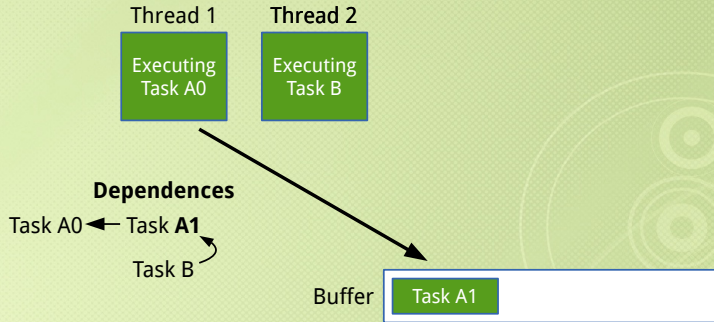 Thread 1
Thread 2
Executing
Task A0
Executing
Task B
Dependences
Task A0 Task A1
Task B
Buffer
Task A1